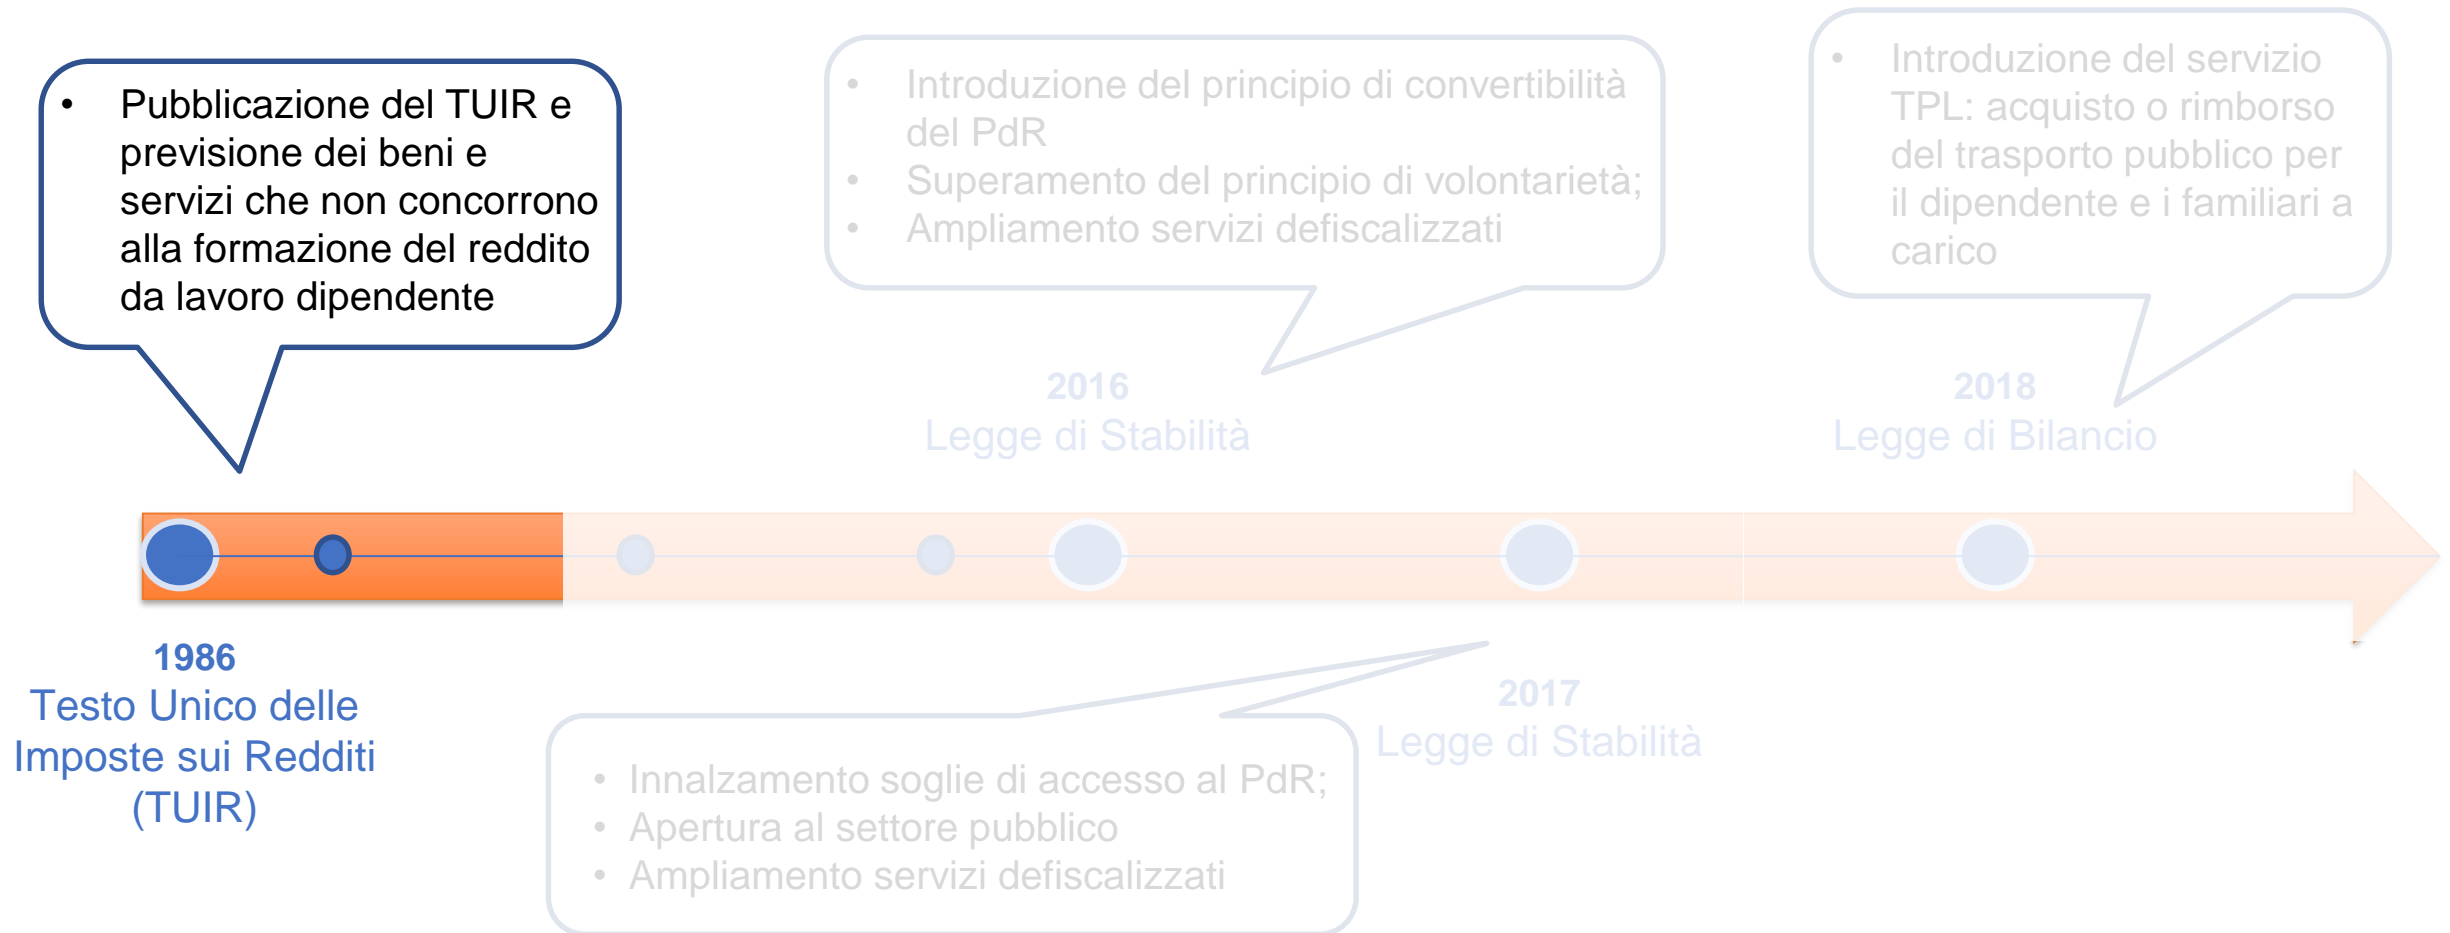 • Pubblicazione del TUIR e
previsione dei beni e
servizi che non concorrono
alla formazione del reddito
da lavoro dipendente
• Introduzione del principio di convertibilità
del PdR
• Superamento del principio di volontarietà;
• Ampliamento servizi defiscalizzati
• Introduzione del servizio
TPL: acquisto o rimborso
del trasporto pubblico per
il dipendente e i familiari a
carico
2016
Legge di Stabilità
2018
Legge di Bilancio
1986
Testo Unico delle
Imposte sui Redditi
(TUIR)
2017
Legge di Stabilità
• Innalzamento soglie di accesso al PdR;
• Apertura al settore pubblico
• Ampliamento servizi defiscalizzati